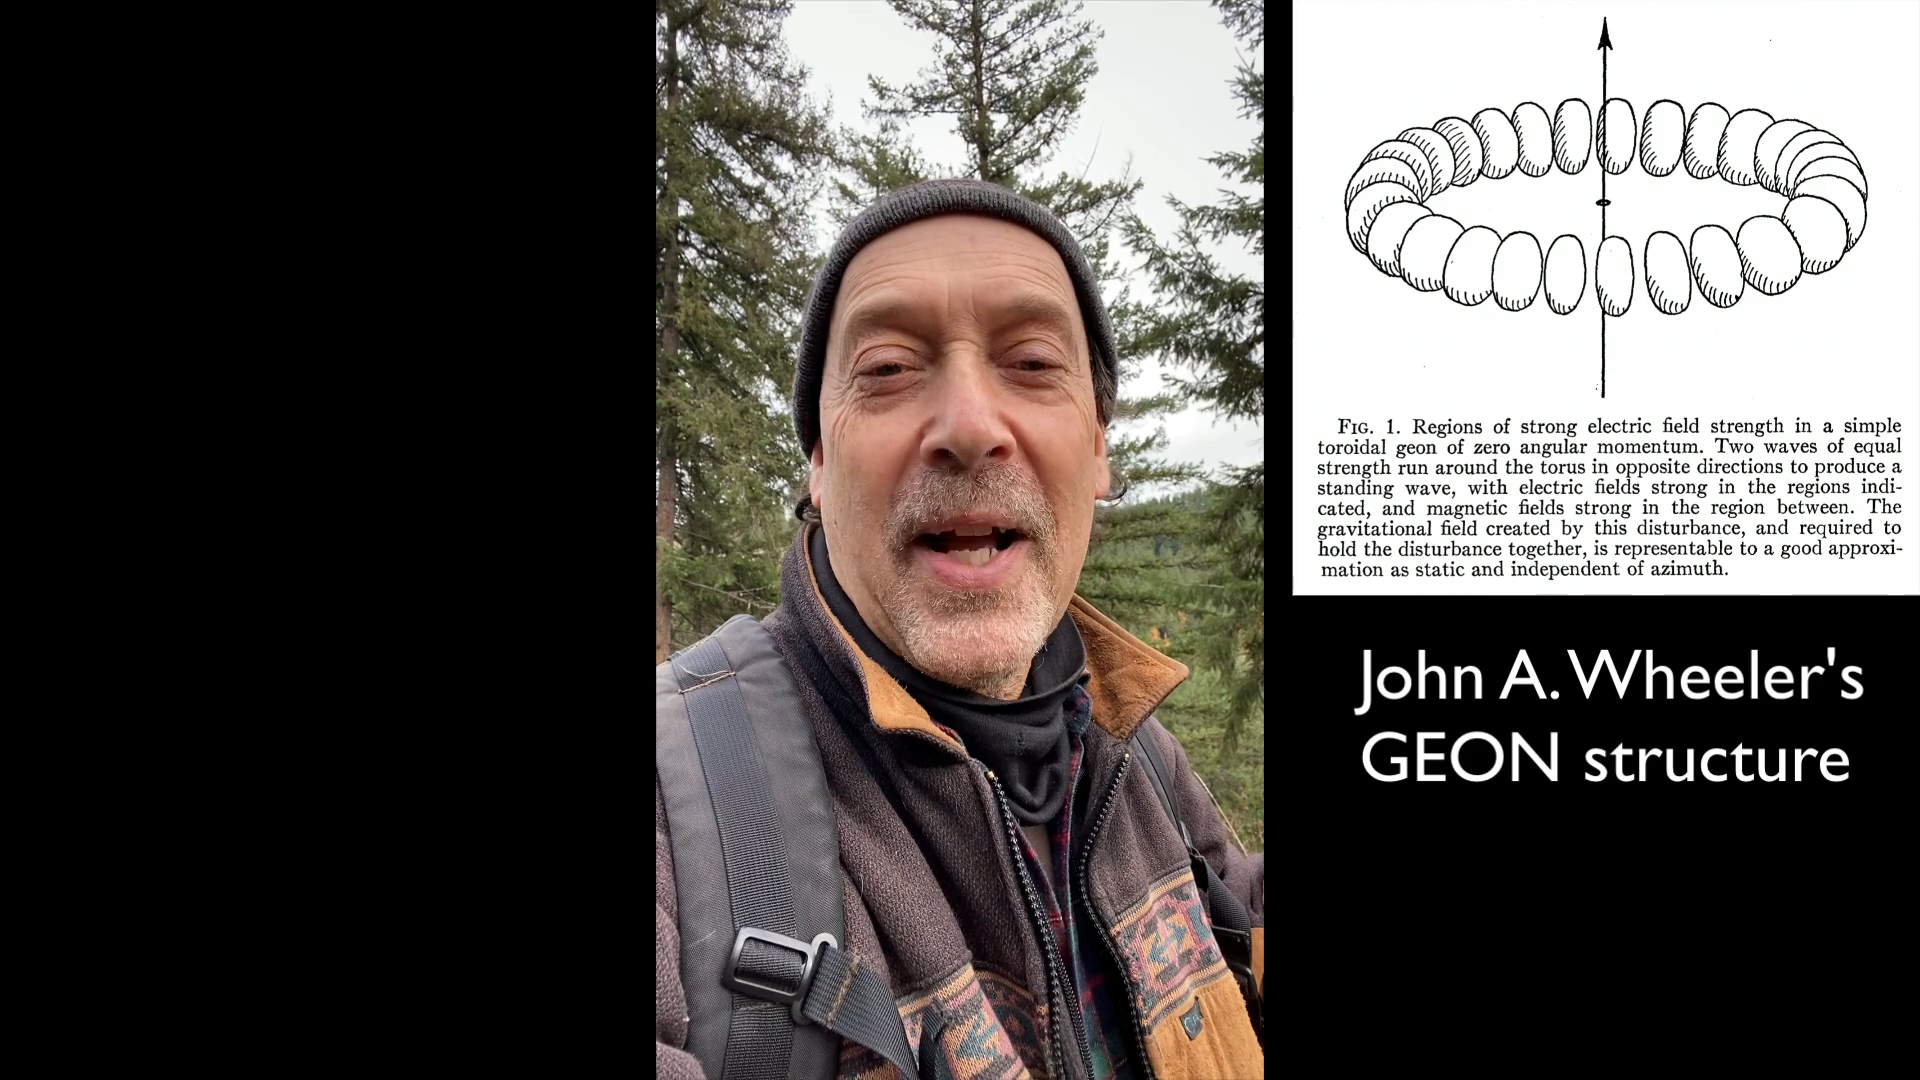 FIG. 1. Regions of strong electric field strength in a simple
toroidal geon of zero angular momentum. Two waves of equal
strength run around the torus in opposite directions to produce a
standing wave, with electric fields strong in the regions indi-
cated, and magnetic fields strong in the region between. The
gravitational field created by this disturbance, and required to
hold the disturbance together, is representable to a good approxi-
mation as static and independent of azimuth.
John A. Wheeler's
GEON structure